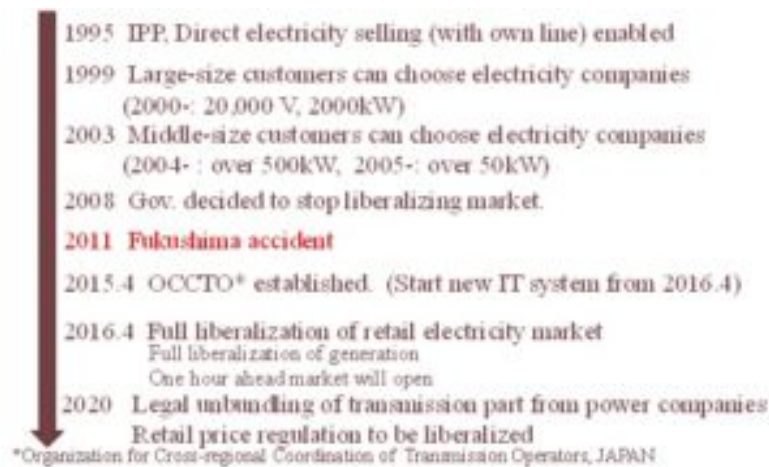 1995 IPP, Direct electricity selling (with own line) enabled
1999 Large-size customers can choose electricity companies
(2000-: 20,000 V, 2000kW)
2003 Middle-size customers can choose electricity companies
(2004- : over 500kW, 2005-: over 50kW)
2008 Gov. decided to stop liberalizing market.
2011 Fukushima accident
2015.4 OCCTO* established. (Start new IT system from 2016.4)
2016.4 Full liberalization of retail electricity market
Full liberalization of generation
One hour ahead market will open
2020 Legal unbundling of transmission part from power companies
Retail price regulation to be liberalized
*Organization for Cross-regional Coordination of Transmission Operators, JAPAN